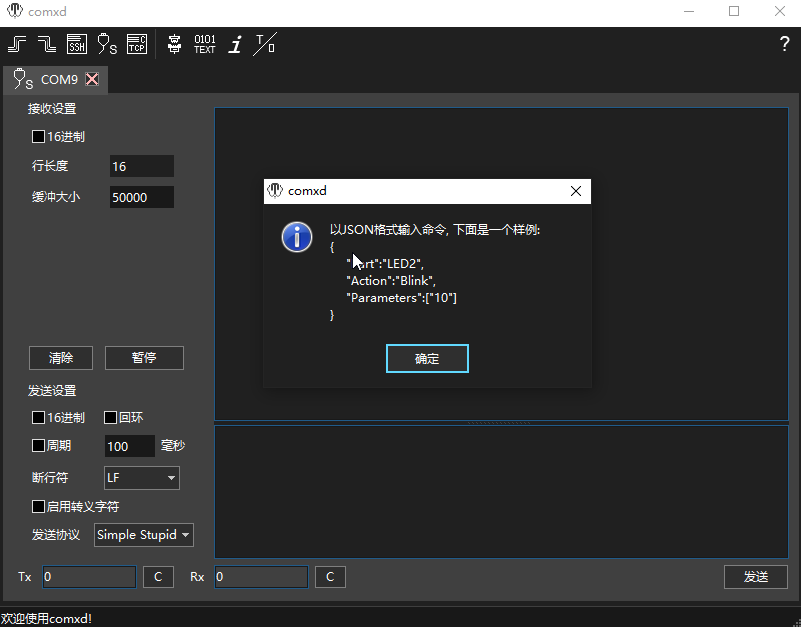 comxd
SSH
S
C
TCP
0101
TEXT
i
T/0
?
S COM9
接收设置
16进制
行长度 16
缓冲大小 50000
comxd
以JSON格式输入命令, 下面是一个样例:
{
":"LED2",
"Action":"Blink",
"Parameters":["10"]
}
确定
清除 暂停
发送设置
16进制 回环
周期 100 毫秒
断行符 LF
启用转义字符
发送协议 Simple Stupid
Tx 0 C Rx 0 C 发送
欢迎使用comxd!